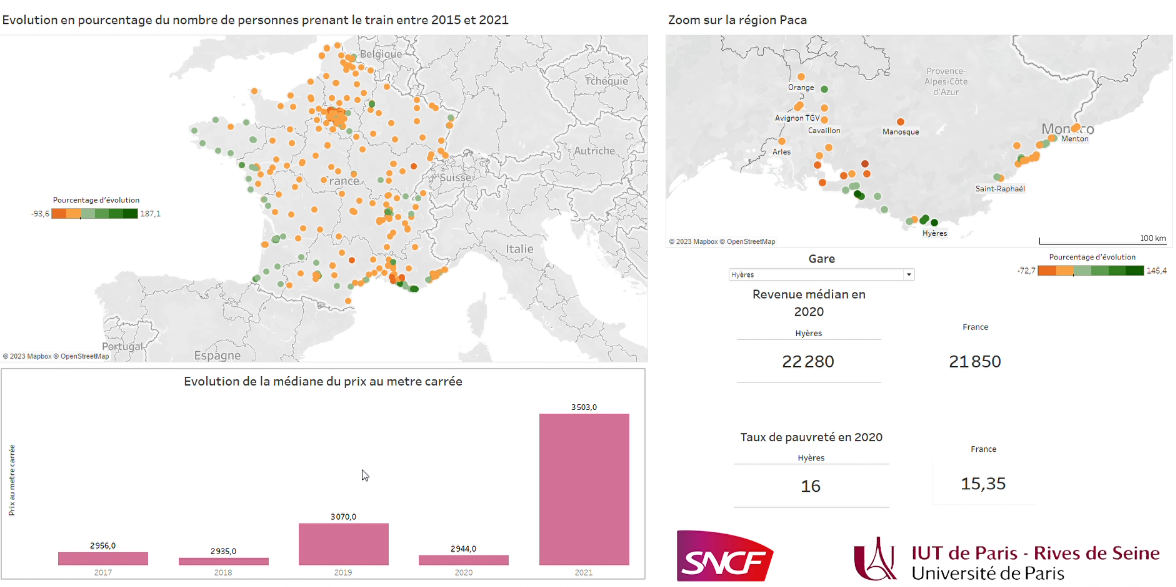 Evolution en pourcentage du nombre de personnes prenant le train entre 2015 et 2021
Belgique
Tchéquie
Autriche
Suisse
France
Italie
Portugal
Espagne
Pourcentage d'évolution
-93,6 187,1
© 2023 Mapbox © OpenStreetMap
Zoom sur la région Paca
Provence-
Alpes-Côte
d'Azur
Orange
Avignon TGV
Cavaillon
Arles
Manosque
Monaco
Menton
Saint-Raphaël
Hyères
© 2023 Mapbox © OpenStreetMap
100 km
Pourcentage d'évolution
-72,7 146,4
Gare
Hyères
Revenue médian en
2020
Hyères
22 280
France
21 850
Taux de pauvreté en 2020
Hyères
16
France
15,35
Evolution de la médiane du prix au metre carrée
Prix au metre carrée
2956,0
2935,0
3070,0
2944,0
3503,0
2017
2018
2019
2020
2021
SNCF
IUT de Paris - Rives de Seine
Université de Paris